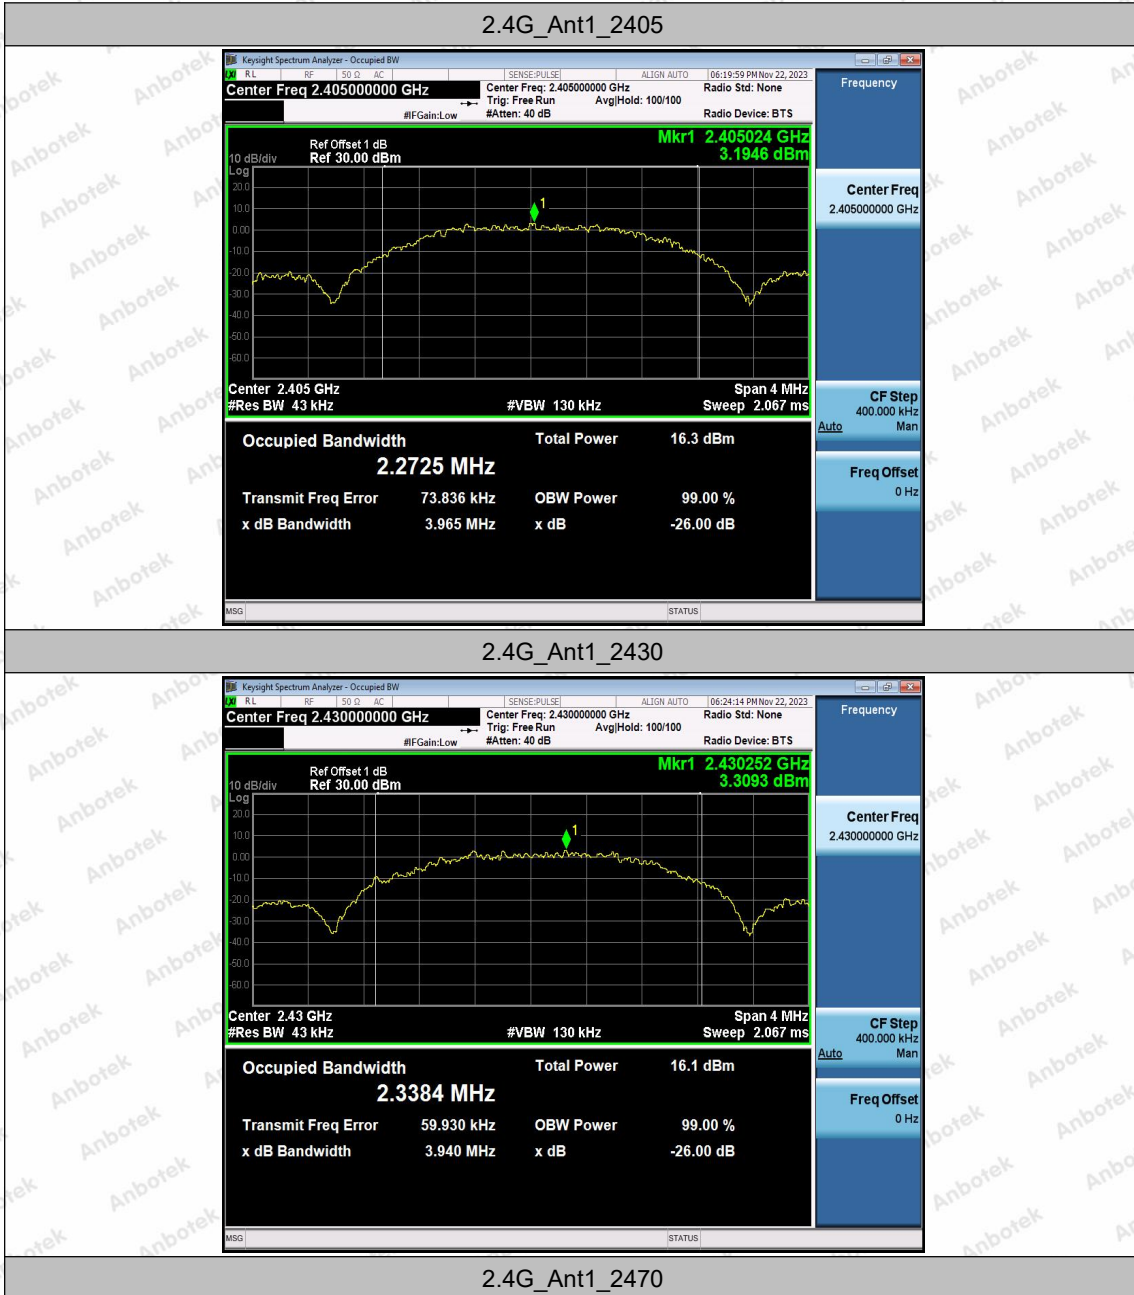 2.4G_Ant1_2405
Keysight Spectrum Analyzer - Occupied BW
RL RF 50 Ω AC SENSE:PULSE ALIGN AUTO 06:19:59 PM Nov 22, 2023
Center Freq 2.405000000 GHz
Center Freq: 2.405000000 GHz Radio Std: None
Trig: Free Run Avg|Hold: 100/100
#IFGain:Low #Atten: 40 dB Radio Device: BTS
Frequency
Mkr1 2.405024 GHz
3.1946 dBm
Ref Offset 1 dB
10 dB/div Ref 30.00 dBm
Log
20.0
10.0
0.00
-10.0
-20.0
-30.0
-40.0
-50.0
-60.0
1
Center 2.405 GHz Span 4 MHz
#Res BW 43 kHz #VBW 130 kHz Sweep 2.067 ms
Center Freq
2.405000000 GHz
CF Step
400.000 kHz
Auto Man
Freq Offset
0 Hz
Occupied Bandwidth Total Power 16.3 dBm
2.2725 MHz
Transmit Freq Error 73.836 kHz OBW Power 99.00 %
x dB Bandwidth 3.965 MHz x dB -26.00 dB
MSG STATUS
2.4G_Ant1_2430
Keysight Spectrum Analyzer - Occupied BW
RL RF 50 Ω AC SENSE:PULSE ALIGN AUTO 06:24:14 PM Nov 22, 2023
Center Freq 2.430000000 GHz
Center Freq: 2.430000000 GHz Radio Std: None
Trig: Free Run Avg|Hold: 100/100
#IFGain:Low #Atten: 40 dB Radio Device: BTS
Frequency
Mkr1 2.430252 GHz
3.3093 dBm
Ref Offset 1 dB
10 dB/div Ref 30.00 dBm
Log
20.0
10.0
0.00
-10.0
-20.0
-30.0
-40.0
-50.0
-60.0
1
Center 2.43 GHz Span 4 MHz
#Res BW 43 kHz #VBW 130 kHz Sweep 2.067 ms
Center Freq
2.430000000 GHz
CF Step
400.000 kHz
Auto Man
Freq Offset
0 Hz
Occupied Bandwidth Total Power 16.1 dBm
2.3384 MHz
Transmit Freq Error 59.930 kHz OBW Power 99.00 %
x dB Bandwidth 3.940 MHz x dB -26.00 dB
MSG STATUS
2.4G_Ant1_2470